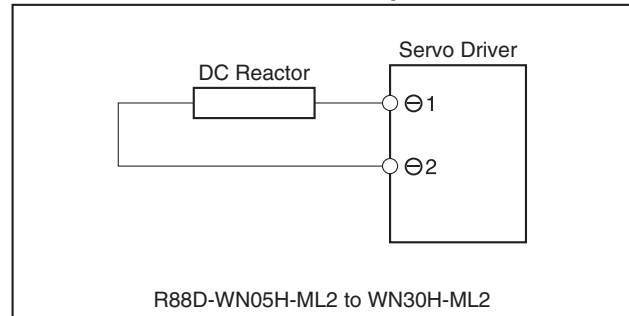 Servo Driver
DC Reactor
⊖1
⊖2
R88D-WN05H-ML2 to WN30H-ML2